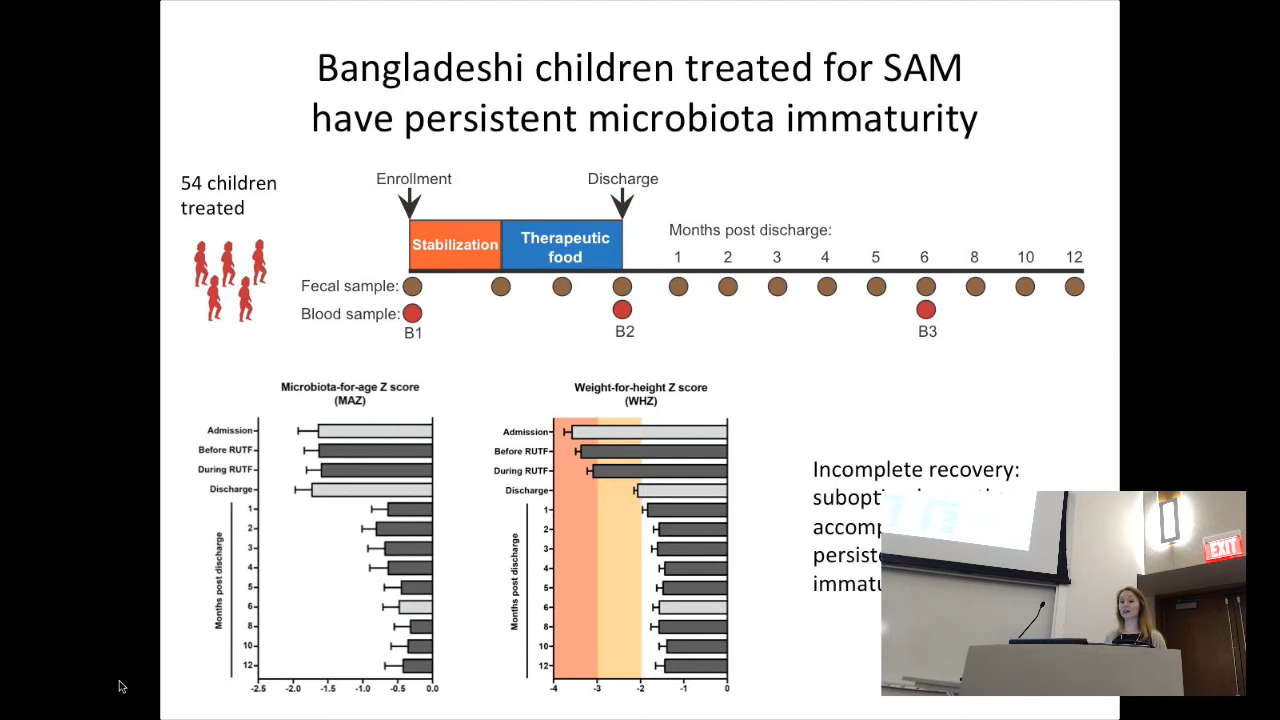 Bangladeshi children treated for SAM
have persistent microbiota immaturity
54 children
treated
Enrollment
Discharge
Stabilization
Therapeutic
food
Months post discharge:
1 2 3 4 5 6 8 10 12
Fecal sample:
Blood sample:
B1 B2 B3
Microbiota-for-age Z score
(MAZ)
Admission
Before RUTF
During RUTF
Discharge
1
2
3
4
5
6
8
10
12
Months post discharge
-2.5 -2.0 -1.5 -1.0 -0.5 0.0
Weight-for-height Z score
(WHZ)
Admission
Before RUTF
During RUTF
Discharge
1
2
3
4
5
6
8
10
12
Months post discharge
-4 -3 -2 -1 0
Incomplete recovery:
EXIT